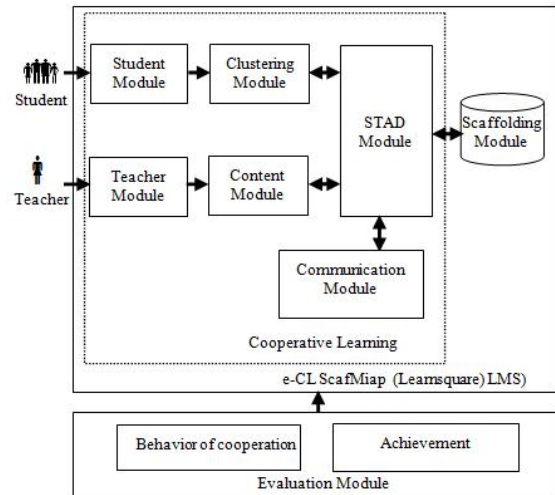 Student
Student
Module
Clustering
Module
STAD
Module
Scaffolding
Module
Teacher
Teacher
Module
Content
Module
Communication
Module
Cooperative Learning
e-CL ScafMiap (Learnsquare) LMS)
Behavior of cooperation
Achievement
Evaluation Module